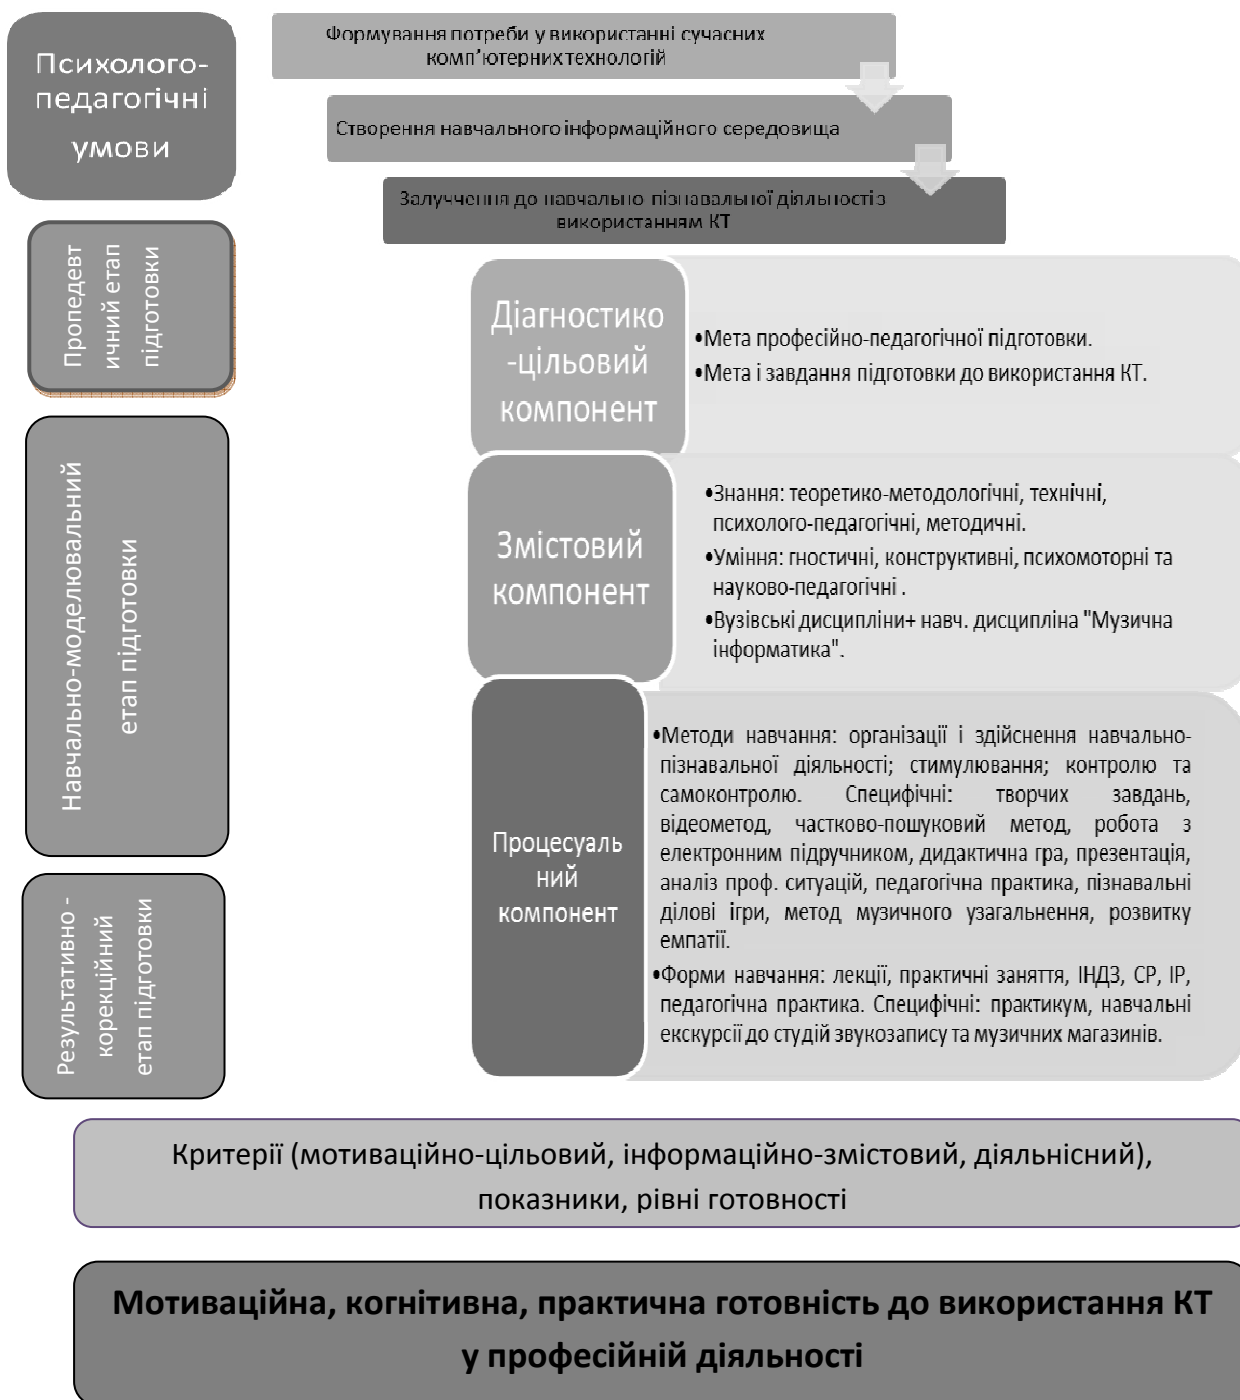 Психолого-
педагогічні
умови
Формування потреби у використанні сучасних
комп'ютерних технологій
Створення навчального інформаційного середовища
Залуччення до навчально пізнавальної діяльності з
використанням КТ
Пропедевт
ичний етап
підготовки
Діагностико
-цільовий
компонент
•Мета професійно-педагогічної підготовки.
•Мета і завдання підготовки до використання КТ.
Навчально-моделювальний
етап підготовки
Змістовий
компонент
•Знання: теоретико-методологічні, технічні,
психолого-педагогічні, методичні.
•Уміння: гностичні, конструктивні, психомоторні та
науково-педагогічні .
•Вузівські дисципліни+ навч. дисципліна "Музична
інформатика".
Процесуаль
ний
компонент
•Методи навчання: організації і здійснення навчально-
пізнавальної діяльності; стимулювання; контролю та
самоконтролю. Специфічні: творчих завдань,
відеометод, частково-пошуковий метод, робота з
електронним підручником, дидактична гра, презентація,
аналіз проф. ситуацій, педагогічна практика, пізнавальні
ділові ігри, метод музичного узагальнення, розвитку
емпатії.
•Форми навчання: лекції, практичні заняття, ІНДЗ, СР, ІР,
педагогічна практика. Специфічні: практикум, навчальні
екскурсії до студій звукозапису та музичних магазинів.
Результативно -
корекційний
етап підготовки
Критерії (мотиваційно-цільовий, інформаційно-змістовий, діяльнісний),
показники, рівні готовності
Мотиваційна, когнітивна, практична готовність до використання КТ
у професійній діяльності